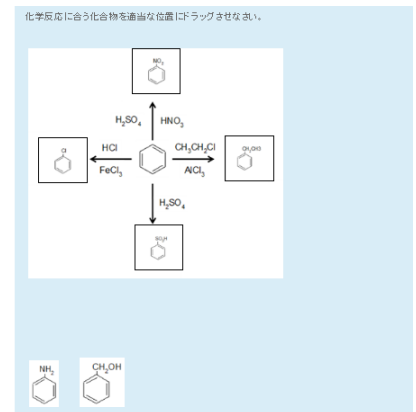 化学反応に合う化合物を適当な位置にドラッグさせなさい。
NO₂
H₂SO₄ HNO₃
Cl HCl CH₃CH₂Cl CH₂CH3
FeCl₃ AlCl₃
H₂SO₄
SO₃H
NH₂ CH₂OH